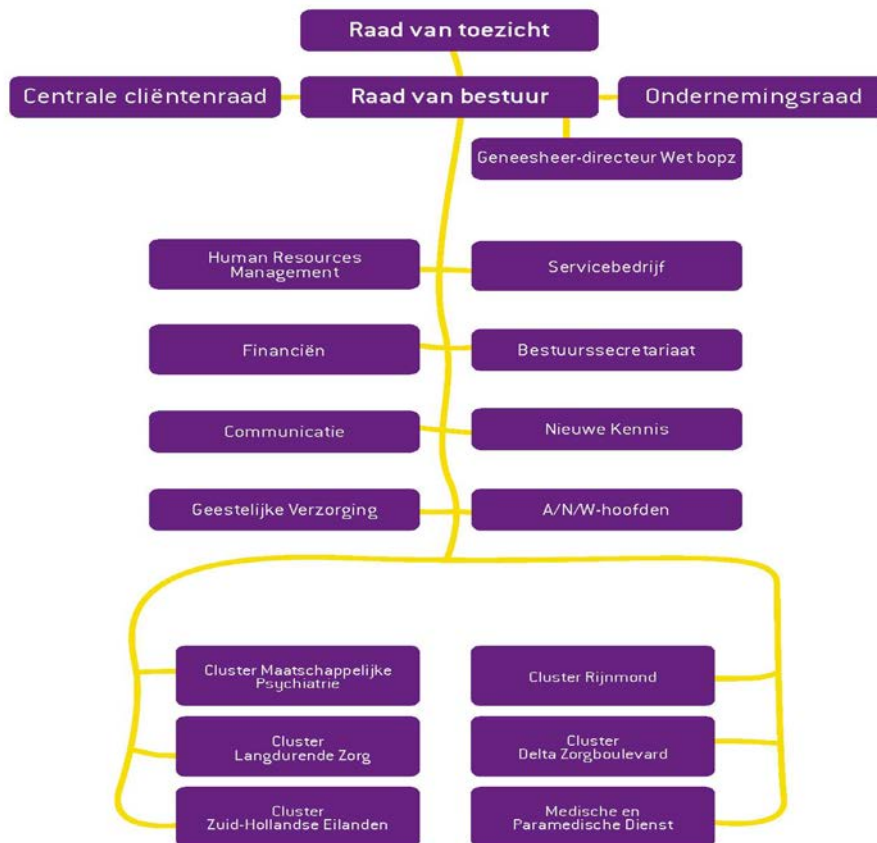 Raad van toezicht
Centrale cliëntenraad
Raad van bestuur
Ondernemingsraad
Geneesheer-directeur Wet bopz
Human Resources
Management
Servicebedrijf
Financiën
Bestuurssecretariaat
Communicatie
Nieuwe Kennis
Geestelijke Verzorging
A/N/W-hoofden
Cluster Maatschappelijke
Psychiatrie
Cluster Rijnmond
Cluster
Langdurende Zorg
Cluster
Delta Zorgboulevard
Cluster
Zuid-Hollandse Eilanden
Medische en
Paramedische Dienst